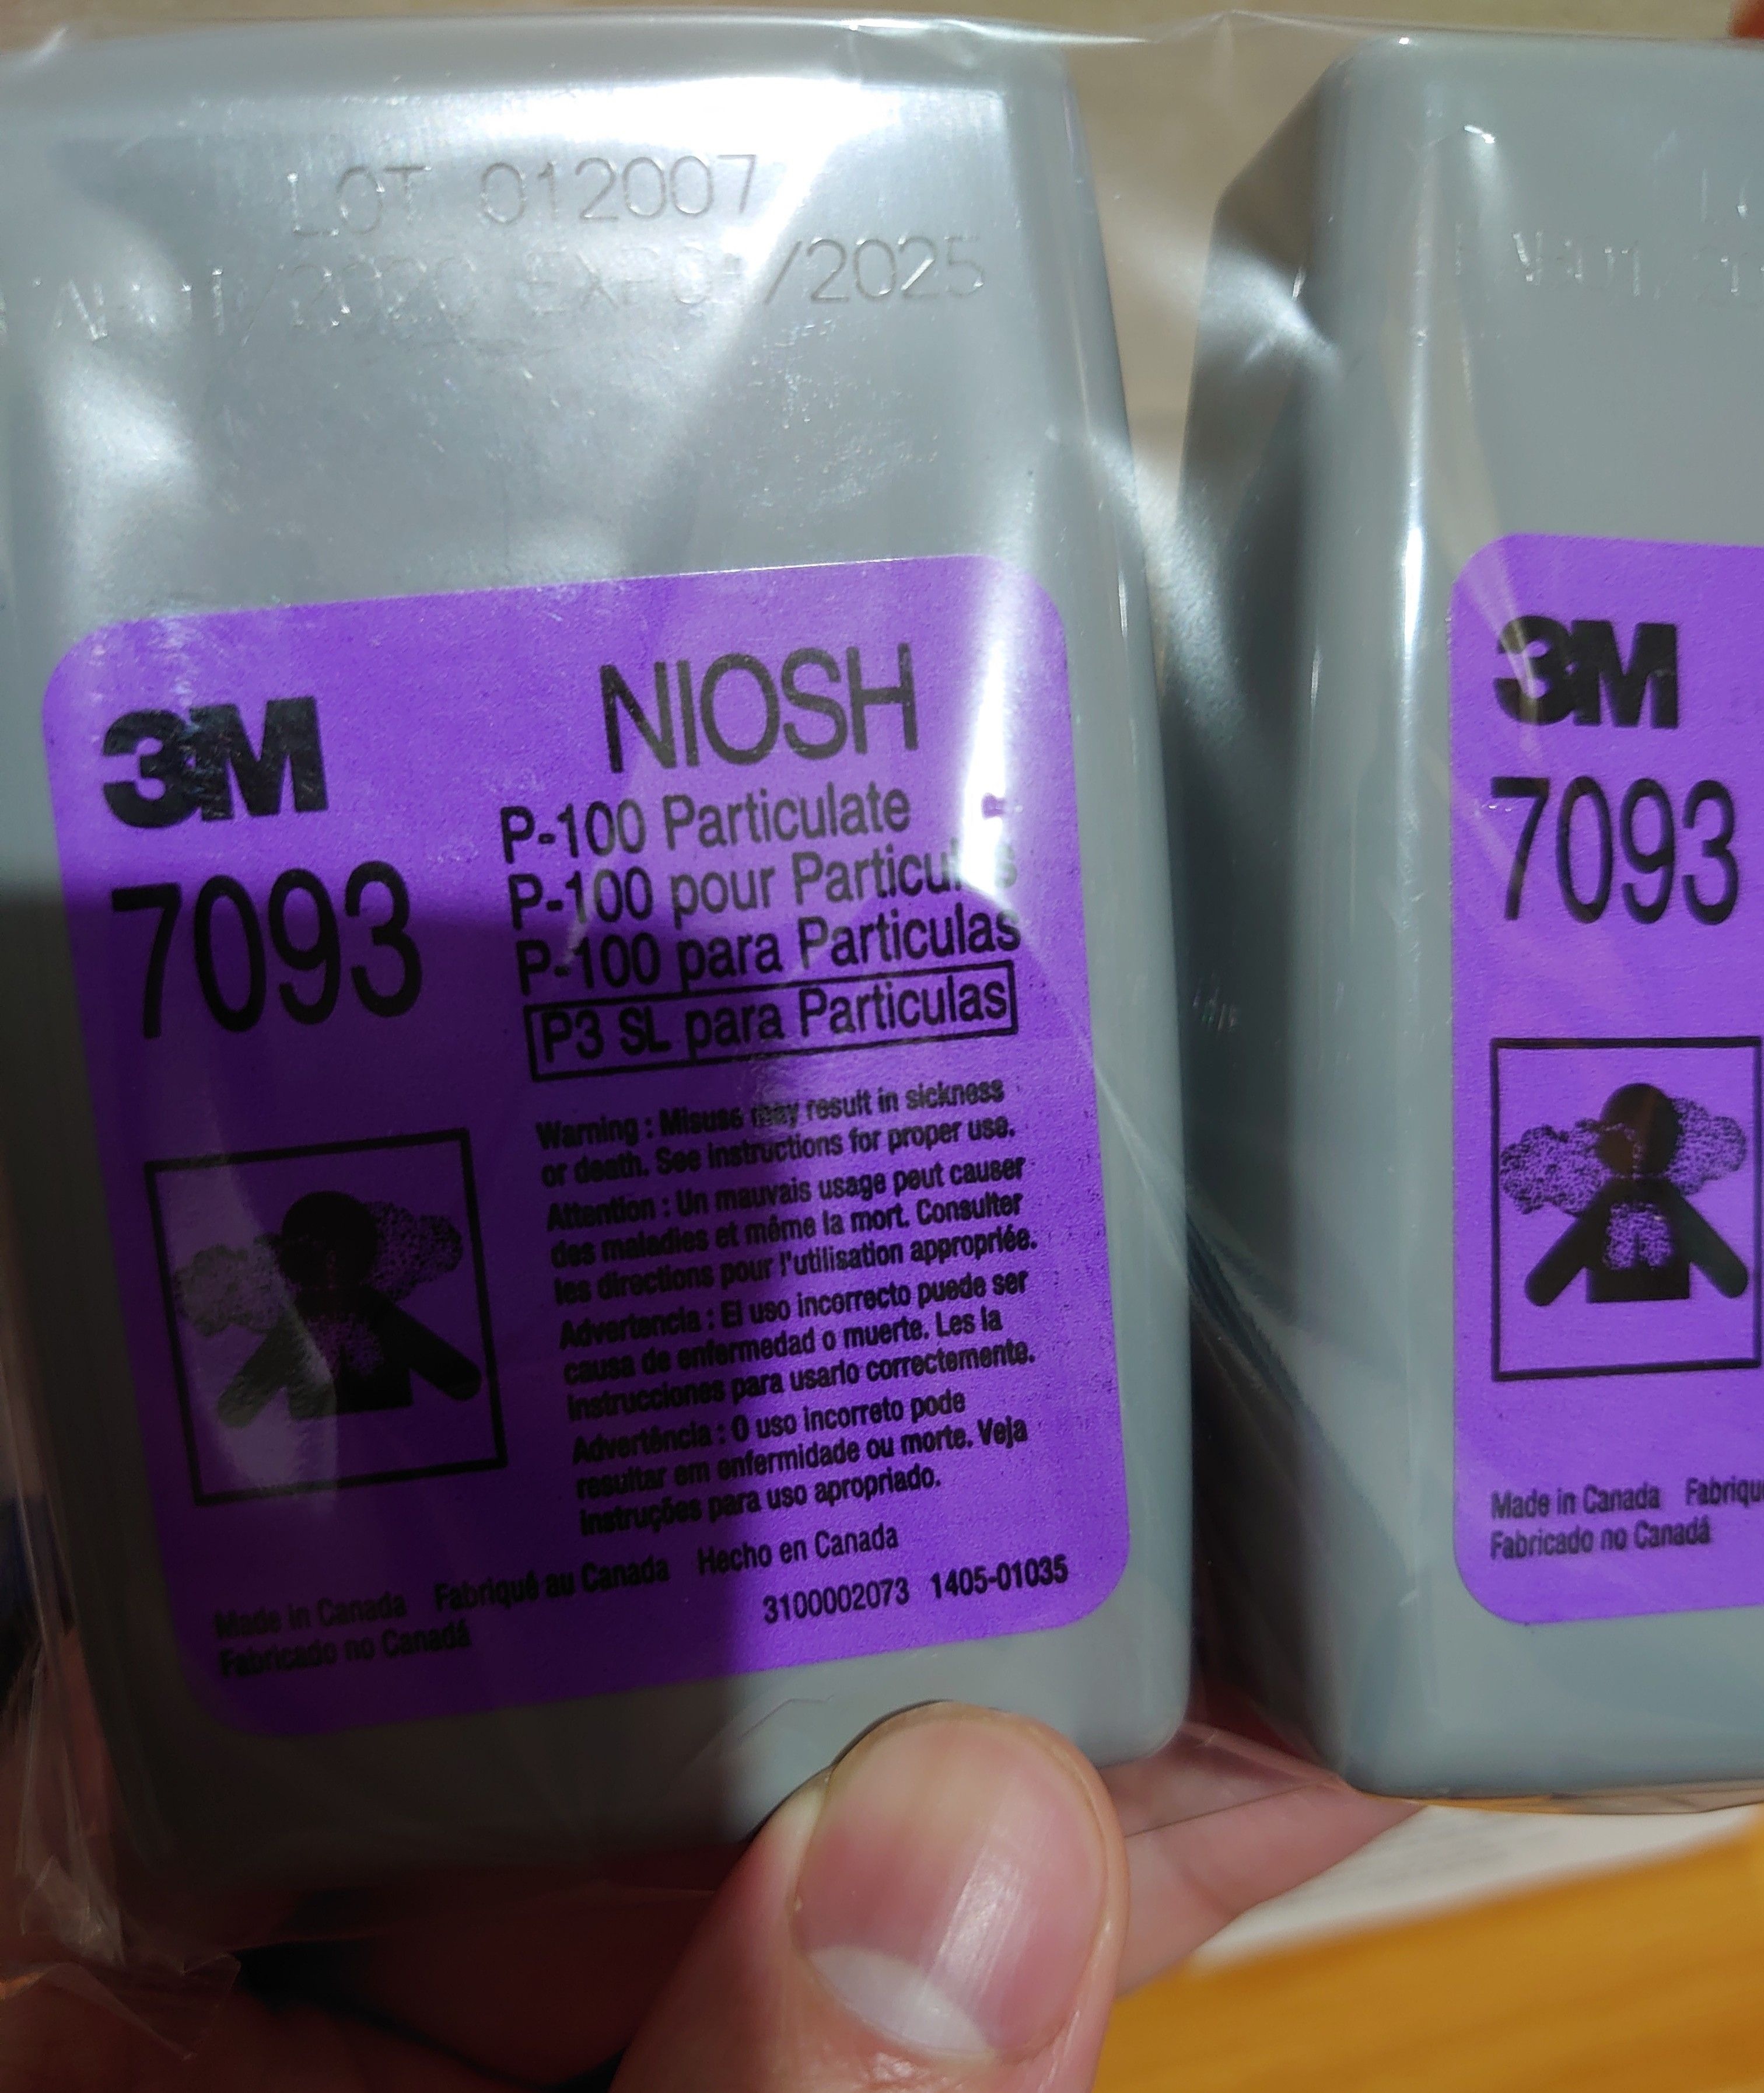 LOT 012007
/2020 EXP 01/2025
3M
7093
NIOSH
P-100 Particulate
P-100 pour
P-100 para Particulas
P3 SL para Particulas
Warning : Misuse may result in sickness
or death. See instructions for proper use.
Attention : Un mauvais usage peut causer
des maladies et même la mort. Consulter
les directions pour l'utilisation appropriée.
Advertencia : El uso incorrecto puede ser
causa de enfermedad o muerte. Les la
instrucciones para usarlo correctemente.
Advertência : O uso incorreto pode
resultar em enfermidade ou morte. Veja
instruções para uso apropriado.
Made in Canada Fabriqué au Canada Hecho en Canada
Fabricado no Canadá
3100002073 1405-01035
3M
7093
Made in Canada
Fabricado no Canadá